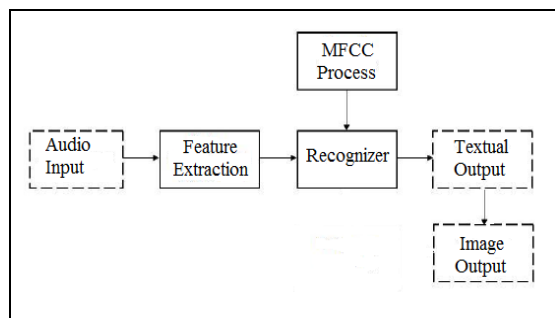 MFCC
Process
Audio
Input
Feature
Extraction
Recognizer
Textual
Output
Image
Output